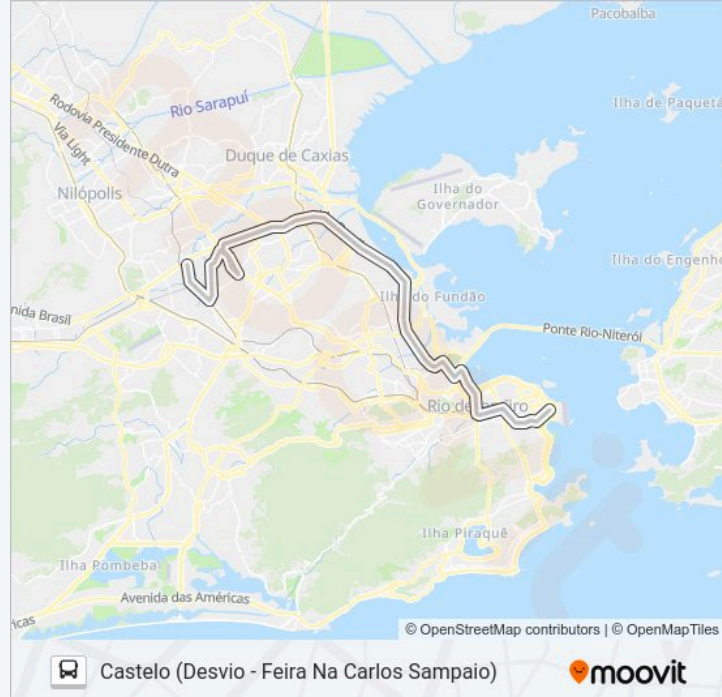 Pacobaíba
Rio Sarapuí
Ilha de Paquetá
Rodovia Presidente Dutra
Via Light
Duque de Caxias
Nilópolis
Ilha do
Governador
Ilha do Engenho
Ilha do Fundão
nida Brasil
Ponte Rio-Niterói
Rio de Janeiro
Ilha Piraquê
Ilha Pombeba
Avenida das Américas
icas
© OpenStreetMap contributors | © OpenMapTiles
Castelo (Desvio - Feira Na Carlos Sampaio)
moovit